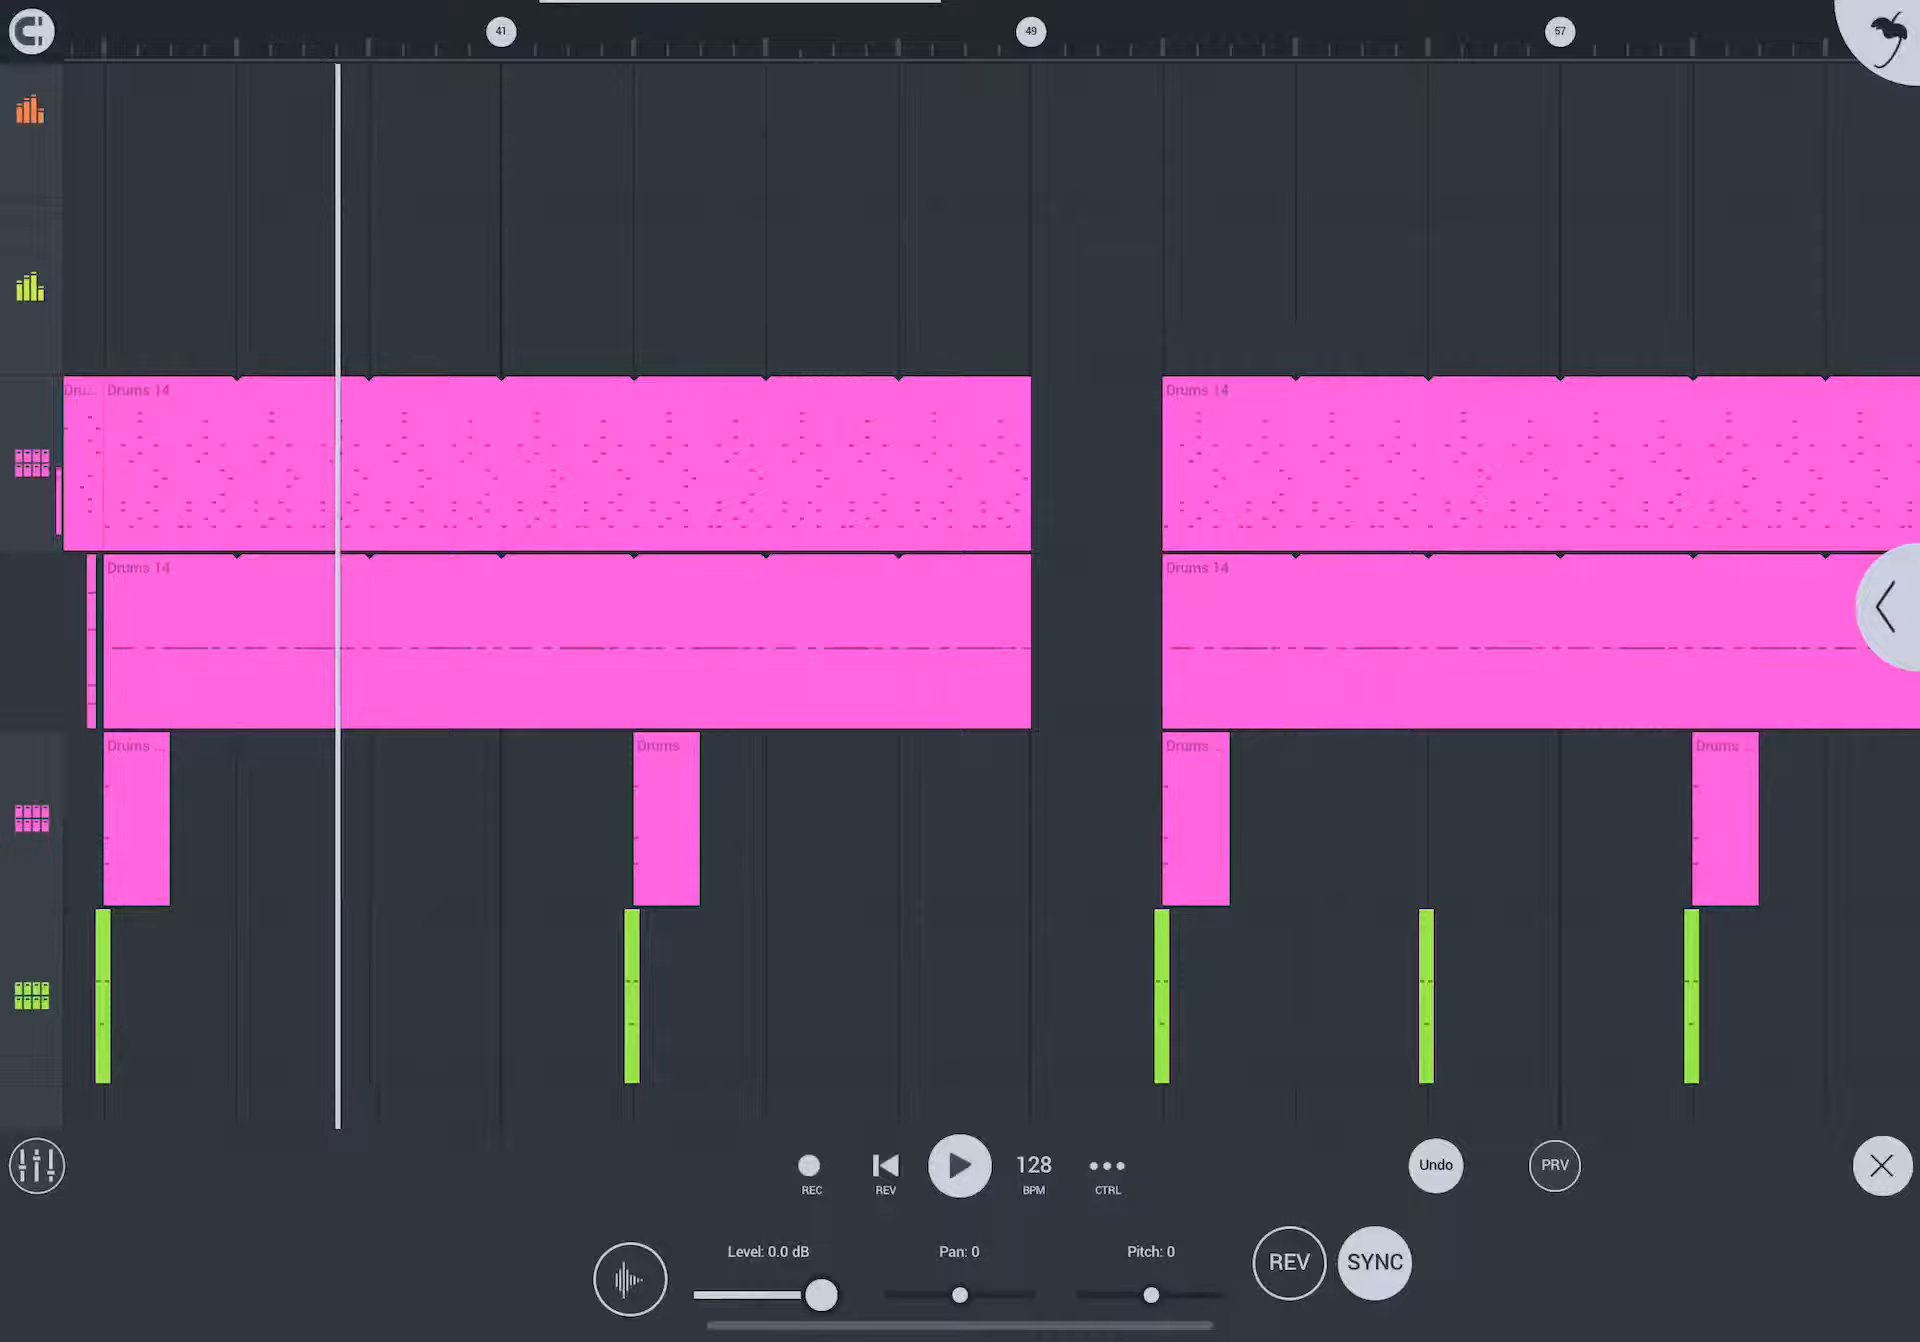 41
49
57
Dru...
Drums 14
Drums 14
Drums 14
Drums 14
Drums ...
Drums
Drums ...
Drums ...
REC
REV
128
BPM
CTRL
Undo
PRV
Level: 0.0 dB
Pan: 0
Pitch: 0
REV
SYNC